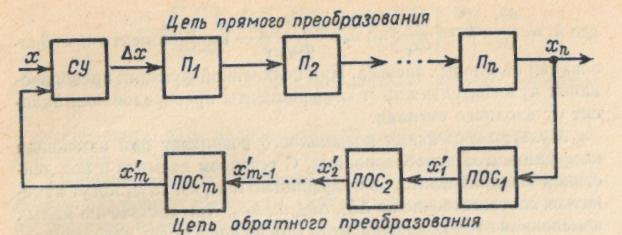 Цепь прямого преобразования
x СУ Δx П1 П2 Пn xn
x'm ПОСm x'm−1 x'2 ПОС2 x'1 ПОС1
Цепь обратного преобразования